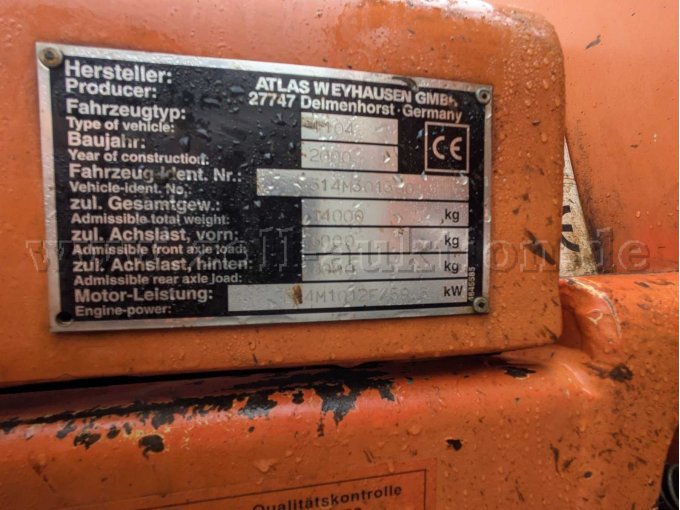 Hersteller:
Producer:
ATLAS WEYHAUSEN GMBH
27747 Delmenhorst · Germany
Fahrzeugtyp:
Type of vehicle:
1104
Baujahr:
Year of construction:
2000
CE
Fahrzeug-Ident. Nr.:
Vehicle-Ident. No.
zul. Gesamtgew.:
Admissible total weight:
14000 kg
zul. Achslast, vorn:
Admissible front axle load:
kg
zul. Achslast, hinten:
Admissible rear axle load:
kg
Motor-Leistung:
Engine-power:
kW
Qualitätskontrolle